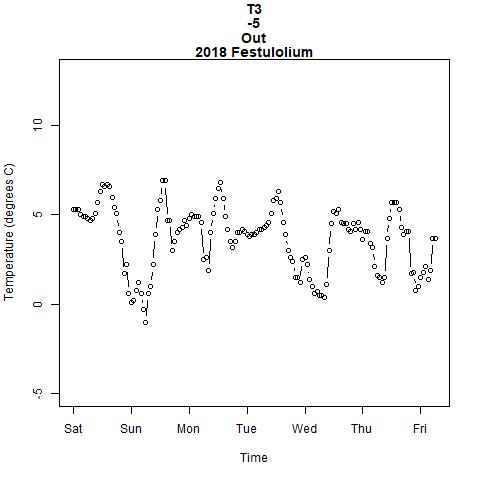 T3
-5
Out
2018 Festulolium
Temperature (degrees C)
10
5
0
-5
Sat Sun Mon Tue Wed Thu Fri
Time